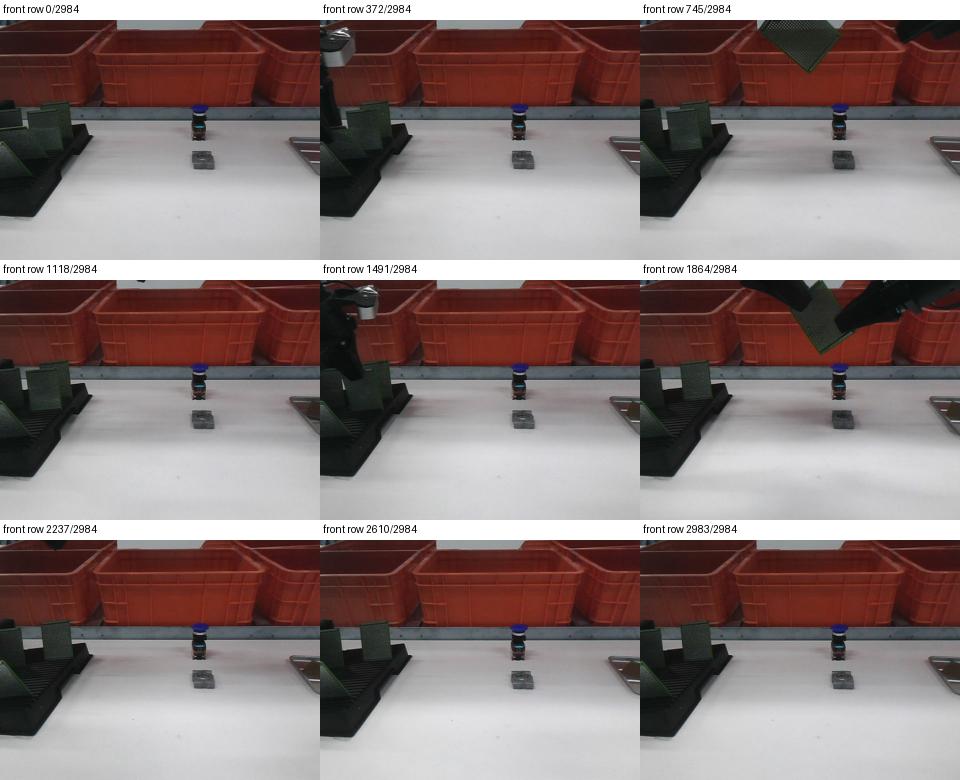 front row 0/2984
front row 372/2984
front row 745/2984
front row 1118/2984
front row 1491/2984
front row 1864/2984
front row 2237/2984
front row 2610/2984
front row 2983/2984